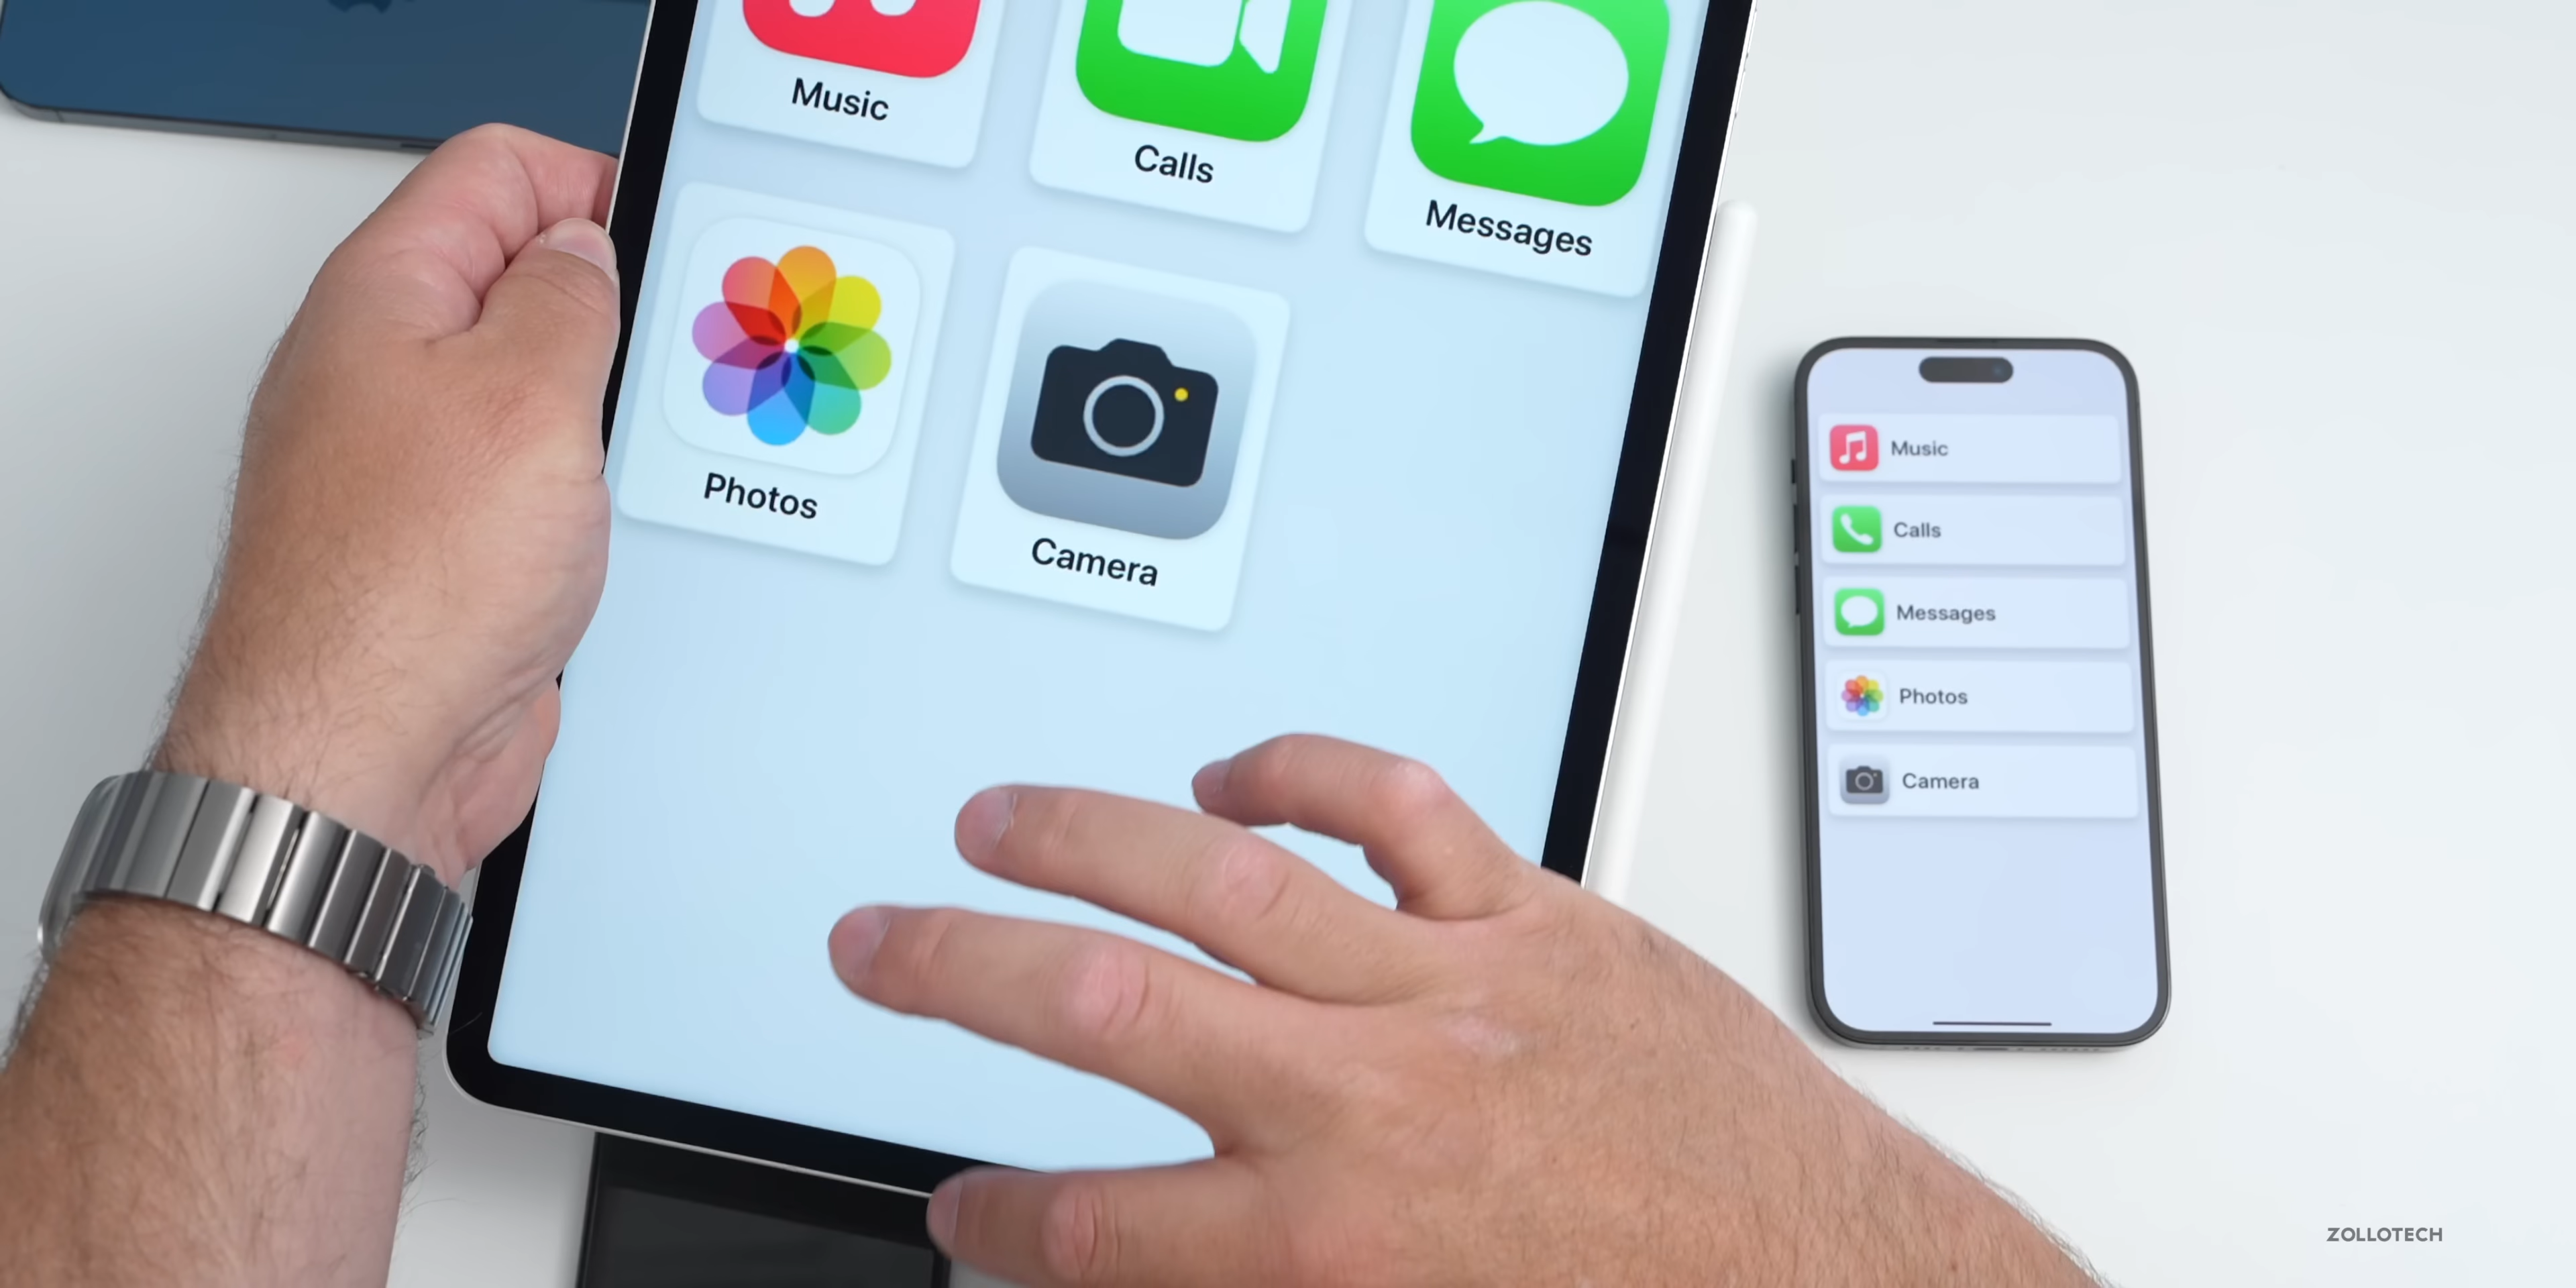 Music
Calls
Messages
Photos
Camera
Music
Calls
Messages
Photos
Camera
ZOLLOTECH